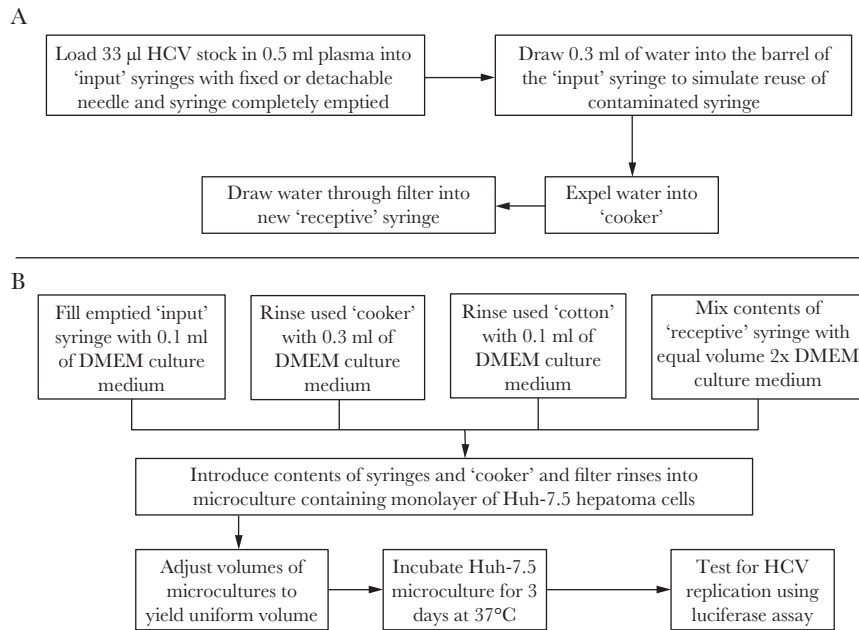 A
Load 33 µl HCV stock in 0.5 ml plasma into
'input' syringes with fixed or detachable
needle and syringe completely emptied
Draw 0.3 ml of water into the barrel of
the 'input' syringe to simulate reuse of
contaminated syringe
Draw water through filter into
new 'receptive' syringe
Expel water into
'cooker'
B
Fill emptied 'input'
syringe with 0.1 ml
of DMEM culture
medium
Rinse used 'cooker'
with 0.3 ml of
DMEM culture
medium
Rinse used 'cotton'
with 0.1 ml of
DMEM culture
medium
Mix contents of
'receptive' syringe with
equal volume 2x DMEM
culture medium
Introduce contents of syringes and 'cooker' and filter rinses into
microculture containing monolayer of Huh-7.5 hepatoma cells
Adjust volumes of
microcultures to
yield uniform volume
Incubate Huh-7.5
microculture for 3
days at 37°C
Test for HCV
replication using
luciferase assay